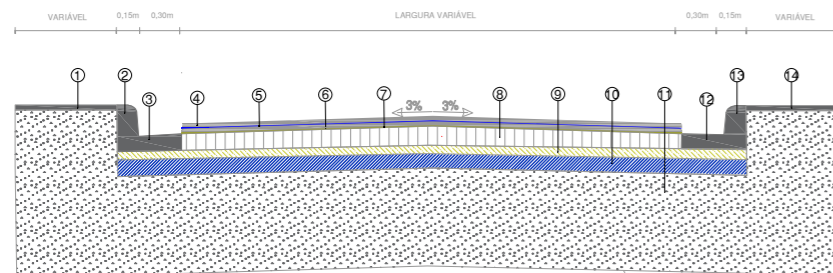 VARIÁVEL 0,15m 0,30m LARGURA VARIÁVEL 0,30m 0,15m VARIÁVEL
1 2 3 4 5 6 7 3% 3% 8 9 10 11 12 13 14